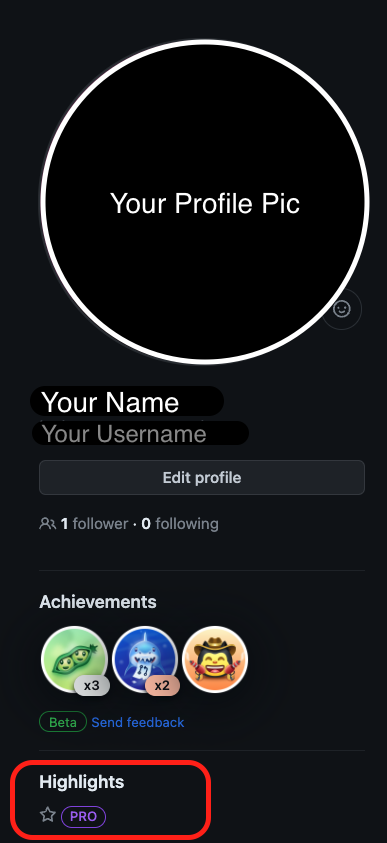 Your Profile Pic
Your Name
Your Username
Edit profile
1 follower · 0 following
Achievements
x3 x2
Beta Send feedback
Highlights
PRO